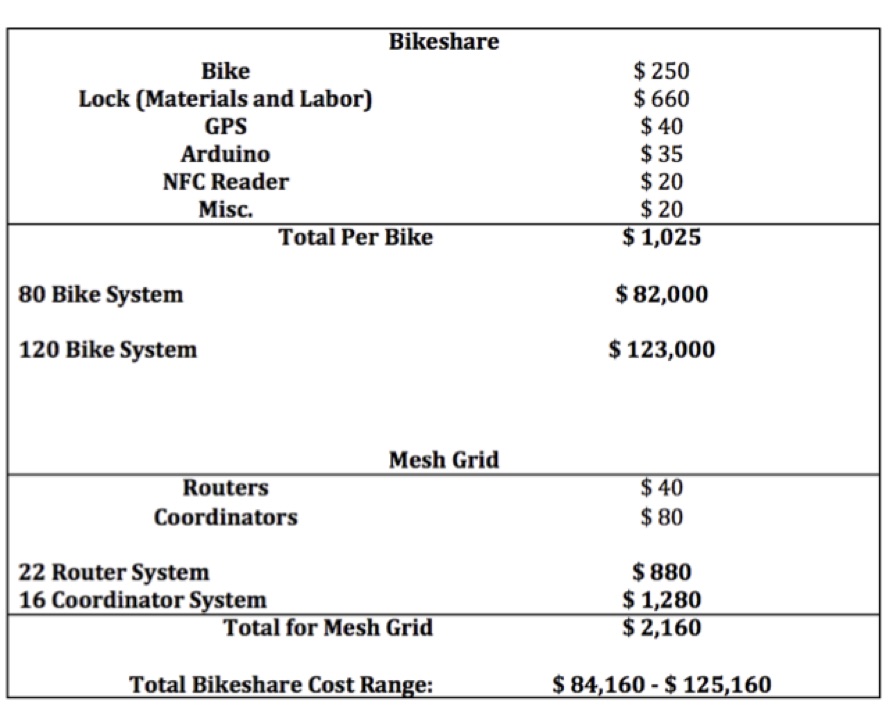 Bikeshare
Bike $ 250
Lock (Materials and Labor) $ 660
GPS $ 40
Arduino $ 35
NFC Reader $ 20
Misc. $ 20
Total Per Bike $ 1,025
80 Bike System $ 82,000
120 Bike System $ 123,000
Mesh Grid
Routers $ 40
Coordinators $ 80
22 Router System $ 880
16 Coordinator System $ 1,280
Total for Mesh Grid $ 2,160
Total Bikeshare Cost Range: $ 84,160 - $ 125,160